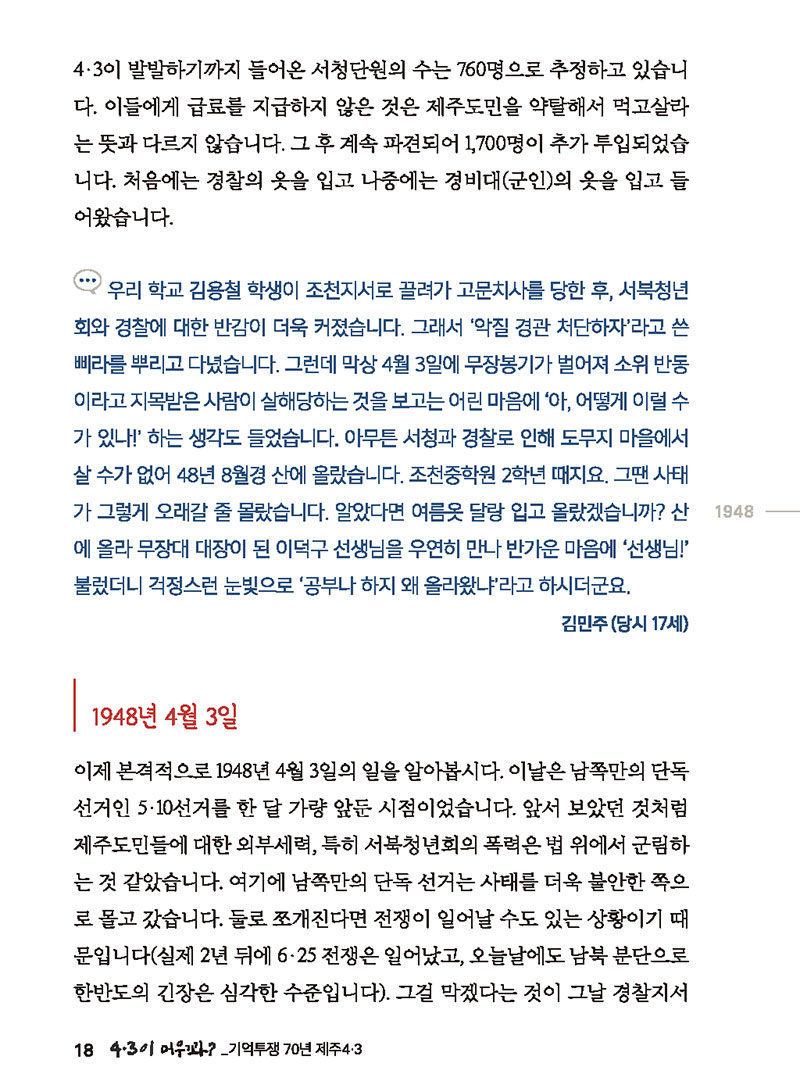 4·3이 발발하기까지 들어온 서청단원의 수는 760명으로 추정하고 있습니
다. 이들에게 급료를 지급하지 않은 것은 제주도민을 약탈해서 먹고살라
는 뜻과 다르지 않습니다. 그 후 계속 파견되어 1,700명이 추가 투입되었습
니다. 처음에는 경찰의 옷을 입고 나중에는 경비대(군인)의 옷을 입고 들
어왔습니다.
우리 학교 김용철 학생이 조천지서로 끌려가 고문치사를 당한 후, 서북청년
회와 경찰에 대한 반감이 더욱 커졌습니다. 그래서 ‘악질 경관 처단하자’라고 쓴
삐라를 뿌리고 다녔습니다. 그런데 막상 4월 3일에 무장봉기가 벌어져 소위 반동
이라고 지목받은 사람이 살해당하는 것을 보고는 어린 마음에 ‘아, 어떻게 이럴 수
가 있나!’ 하는 생각도 들었습니다. 아무튼 서청과 경찰로 인해 도무지 마을에서
살 수가 없어 48년 8월경 산에 올랐습니다. 조천중학원 2학년 때지요. 그땐 사태
가 그렇게 오래갈 줄 몰랐습니다. 알았다면 여름옷 달랑 입고 올랐겠습니까? 산
에 올라 무장대 대장이 된 이덕구 선생님을 우연히 만나 반가운 마음에 ‘선생님!’
불렀더니 걱정스런 눈빛으로 ‘공부나 하지 왜 올라왔냐’라고 하시더군요.
김민주 (당시 17세)
1948
1948년 4월 3일
이제 본격적으로 1948년 4월 3일의 일을 알아봅시다. 이날은 남쪽만의 단독
선거인 5·10선거를 한 달 가량 앞둔 시점이었습니다. 앞서 보았던 것처럼
제주도민들에 대한 외부세력, 특히 서북청년회의 폭력은 법 위에서 군림하
는 것 같았습니다. 여기에 남쪽만의 단독 선거는 사태를 더욱 불안한 쪽으
로 몰고 갔습니다. 둘로 쪼개진다면 전쟁이 일어날 수도 있는 상황이기 때
문입니다(실제 2년 뒤에 6·25 전쟁은 일어났고, 오늘날에도 남북 분단으로
한반도의 긴장은 심각한 수준입니다). 그걸 막겠다는 것이 그날 경찰지서
18 4·3이 머우꽈? _기억투쟁 70년 제주4·3